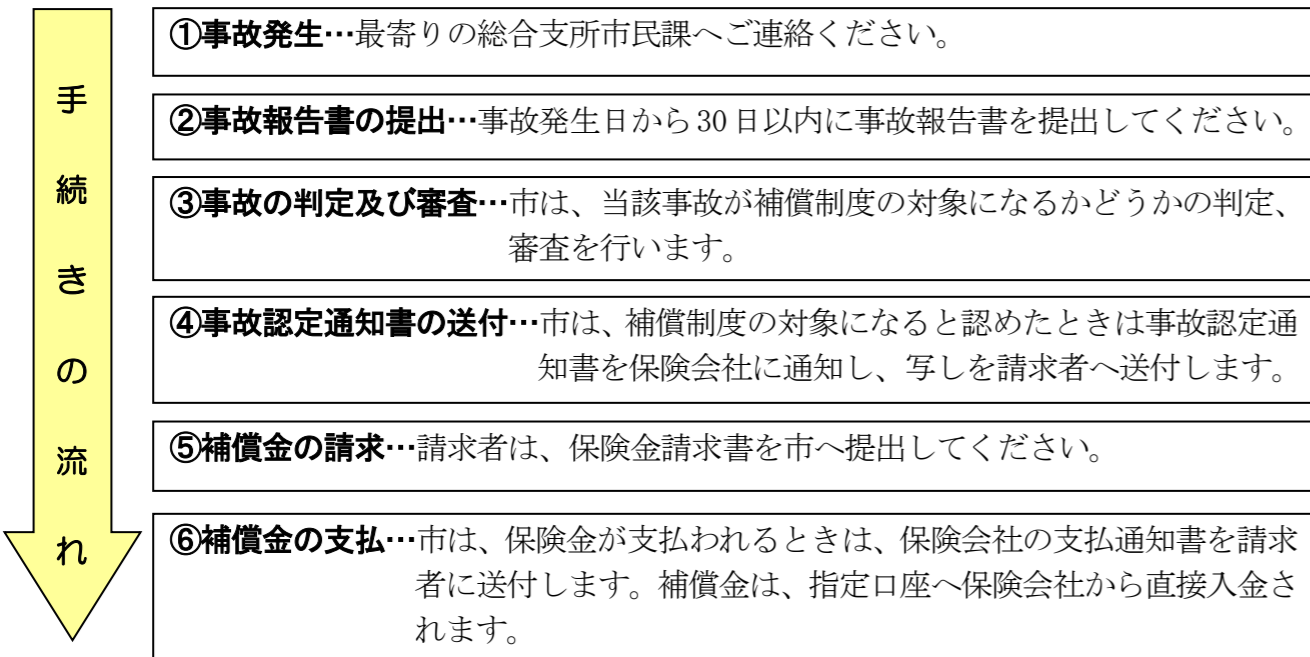 手続きの流れ
①事故発生…最寄りの総合支所市民課へご連絡ください。
②事故報告書の提出…事故発生日から30日以内に事故報告書を提出してください。
③事故の判定及び審査…市は、当該事故が補償制度の対象になるかどうかの判定、
審査を行います。
④事故認定通知書の送付…市は、補償制度の対象になると認めたときは事故認定通
知書を保険会社に通知し、写しを請求者へ送付します。
⑤補償金の請求…請求者は、保険金請求書を市へ提出してください。
⑥補償金の支払…市は、保険金が支払われるときは、保険会社の支払通知書を請求
者に送付します。補償金は、指定口座へ保険会社から直接入金さ
れます。